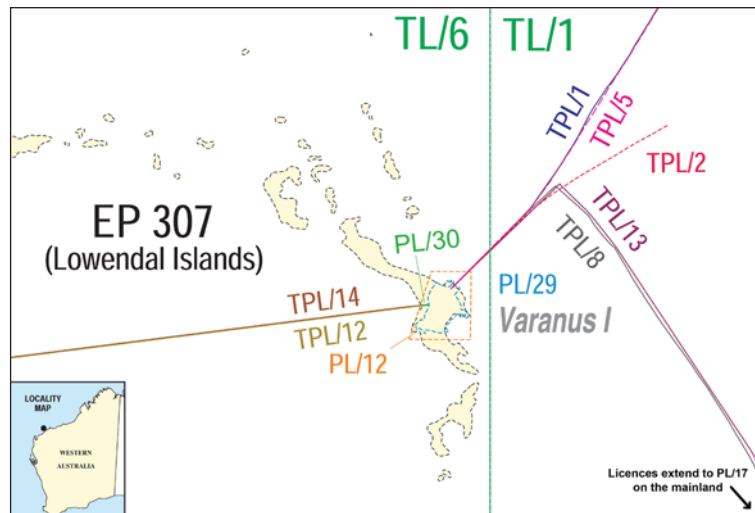 TL/6
TL/1
TPL/1
TPL/5
TPL/2
EP 307
(Lowendal Islands)
PL/30
TPL/13
TPL/8
PL/29
TPL/14
TPL/12
Varanus I
PL/12
LOCALITY
MAP
WESTERN
AUSTRALIA
Licences extend to PL/17
on the mainland